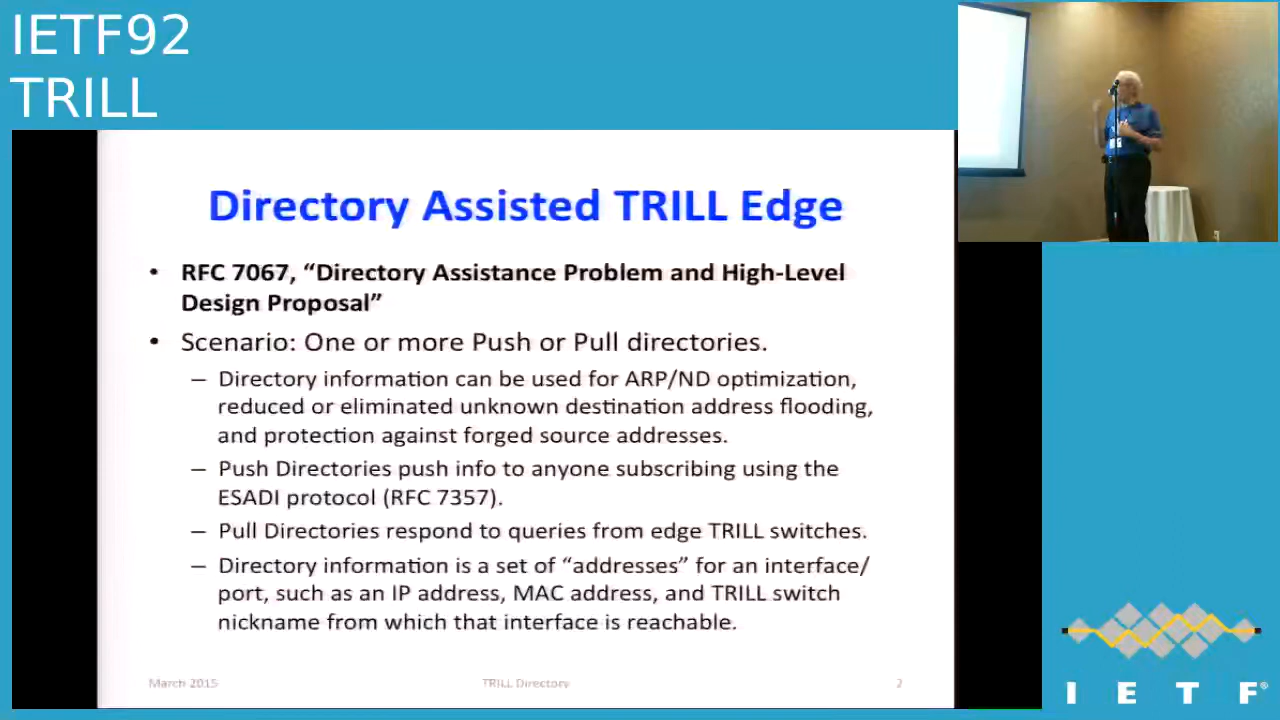 IETF92
TRILL
Directory Assisted TRILL Edge
• RFC 7067, “Directory Assistance Problem and High-Level
Design Proposal”
• Scenario: One or more Push or Pull directories.
– Directory information can be used for ARP/ND optimization,
reduced or eliminated unknown destination address flooding,
and protection against forged source addresses.
– Push Directories push info to anyone subscribing using the
ESADI protocol (RFC 7357).
– Pull Directories respond to queries from edge TRILL switches.
– Directory information is a set of “addresses” for an interface/
port, such as an IP address, MAC address, and TRILL switch
nickname from which that interface is reachable.
March 2015
TRILL Directory
2
I E T F®